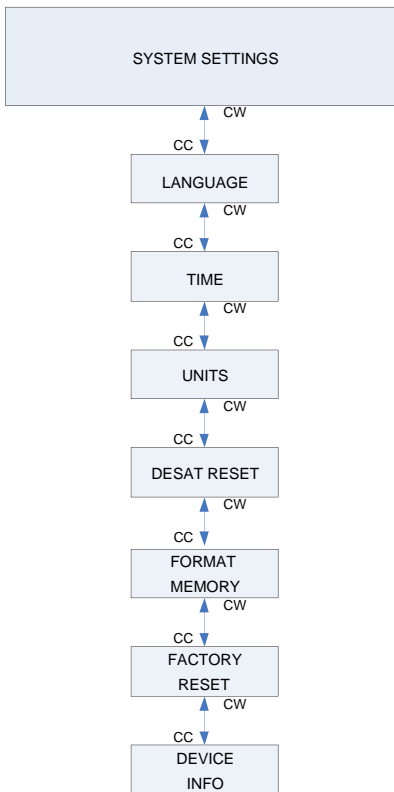 SYSTEM SETTINGS
CW
CC
LANGUAGE
CW
CC
TIME
CW
CC
UNITS
CW
CC
DESAT RESET
CW
CC
FORMAT
MEMORY
CW
CC
FACTORY
RESET
CW
CC
DEVICE
INFO